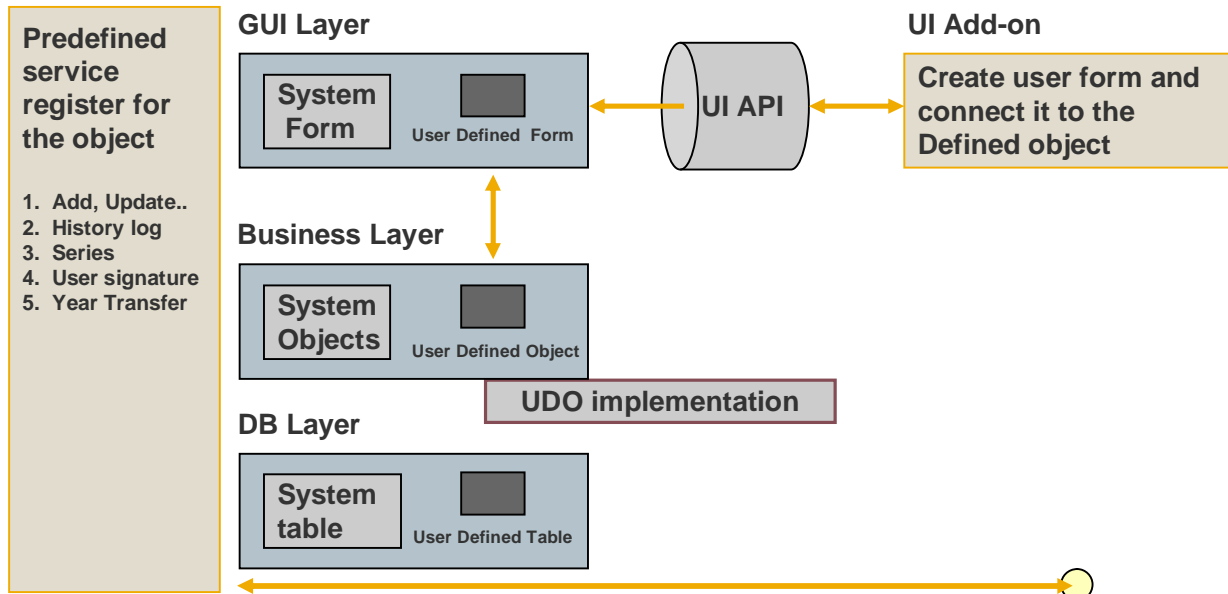 Predefined
service
register for
the object
1. Add, Update..
2. History log
3. Series
4. User signature
5. Year Transfer
GUI Layer
System
Form
User Defined Form
UI API
UI Add-on
Create user form and
connect it to the
Defined object
Business Layer
System
Objects
User Defined Object
UDO implementation
DB Layer
System
table
User Defined Table